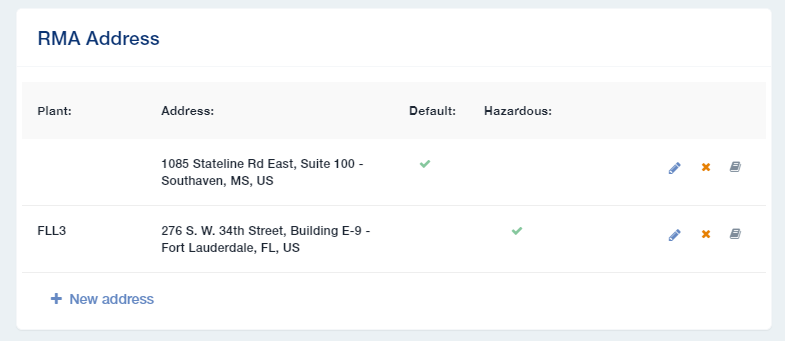 RMA Address
Plant: Address: Default: Hazardous:
1085 Stateline Rd East, Suite 100 -
Southaven, MS, US
FLL3 276 S. W. 34th Street, Building E-9 -
Fort Lauderdale, FL, US
+ New address